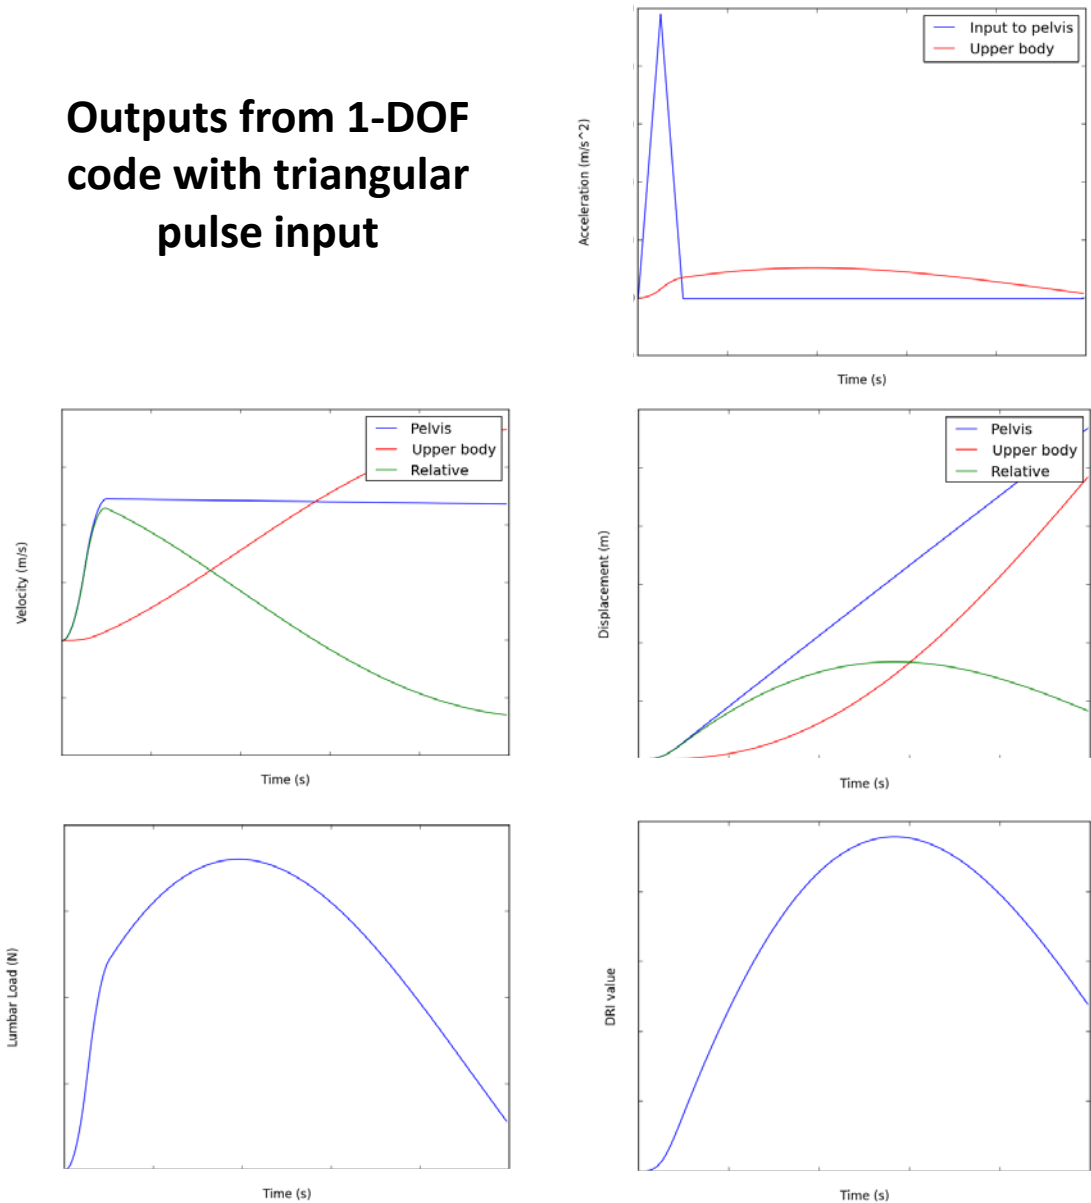 Outputs from 1-DOF
code with triangular
pulse input
Input to pelvis
Upper body
Acceleration (m/s^2)
Time (s)
Pelvis
Upper body
Relative
Velocity (m/s)
Time (s)
Pelvis
Upper body
Relative
Displacement (m)
Time (s)
Lumbar Load (N)
Time (s)
DRI value
Time (s)